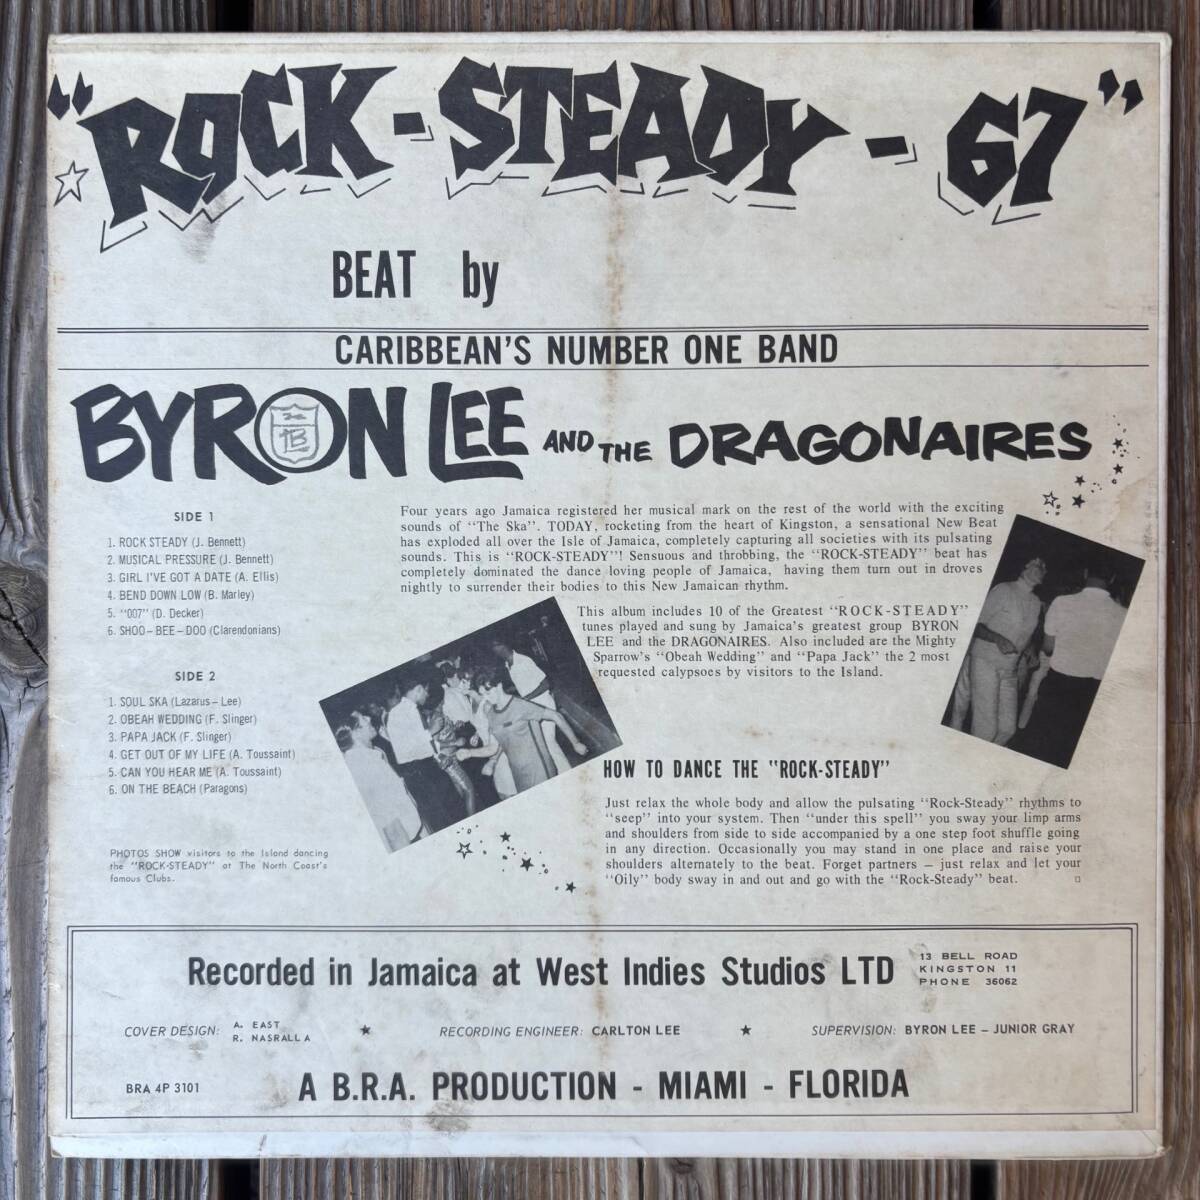 "ROCK-STEADY-67"
BEAT by
CARIBBEAN'S NUMBER ONE BAND
BYRON LEE AND THE DRAGONAIRES
SIDE 1
1. ROCK STEADY (J. Bennett)
2. MUSICAL PRESSURE (J. Bennett)
3. GIRL I'VE GOT A DATE (A. Ellis)
4. BEND DOWN LOW (B. Marley)
5. "007" (D. Decker)
6. SHOO-BEE-DOO (Clarendonians)
SIDE 2
1. SOUL SKA (Lazarus-Lee)
2. OBEAH WEDDING (F. Slinger)
3. PAPA JACK (F. Slinger)
4. GET OUT OF MY LIFE (A. Toussaint)
5. CAN YOU HEAR ME (A. Toussaint)
6. ON THE BEACH (Paragons)
PHOTOS SHOW visitors to the Island dancing
the "ROCK-STEADY" at The North Coast's
famous Clubs.
Four years ago Jamaica registered her musical mark on the rest of the world with the exciting
sounds of "The Ska". TODAY, rocketing from the heart of Kingston, a sensational New Beat
has exploded all over the Isle of Jamaica, completely capturing all societies with its pulsating
sounds. This is "ROCK-STEADY"! Sensuous and throbbing, the "ROCK-STEADY" beat has
completely dominated the dance loving people of Jamaica, having them turn out in droves
nightly to surrender their bodies to this New Jamaican rhythm.
This album includes 10 of the Greatest "ROCK-STEADY"
tunes played and sung by Jamaica's greatest group BYRON
LEE and the DRAGONAIRES. Also included are the Mighty
Sparrow's "Obeah Wedding" and "Papa Jack" the 2 most
requested calypsoes by visitors to the Island.
HOW TO DANCE THE "ROCK-STEADY"
Just relax the whole body and allow the pulsating "Rock-Steady" rhythms to
"seep" into your system. Then "under this spell" you sway your limp arms
and shoulders from side to side accompanied by a one step foot shuffle going
in any direction. Occasionally you may stand in one place and raise your
shoulders alternately to the beat. Forget partners – just relax and let your
"Oily" body sway in and out and go with the "Rock-Steady" beat.
Recorded in Jamaica at West Indies Studios LTD
13 BELL ROAD
KINGSTON 11
PHONE 36062
COVER DESIGN: A. EAST
R. NASRALLA
RECORDING ENGINEER: CARLTON LEE
SUPERVISION: BYRON LEE – JUNIOR GRAY
BRA 4P 3101
A B.R.A. PRODUCTION - MIAMI - FLORIDA